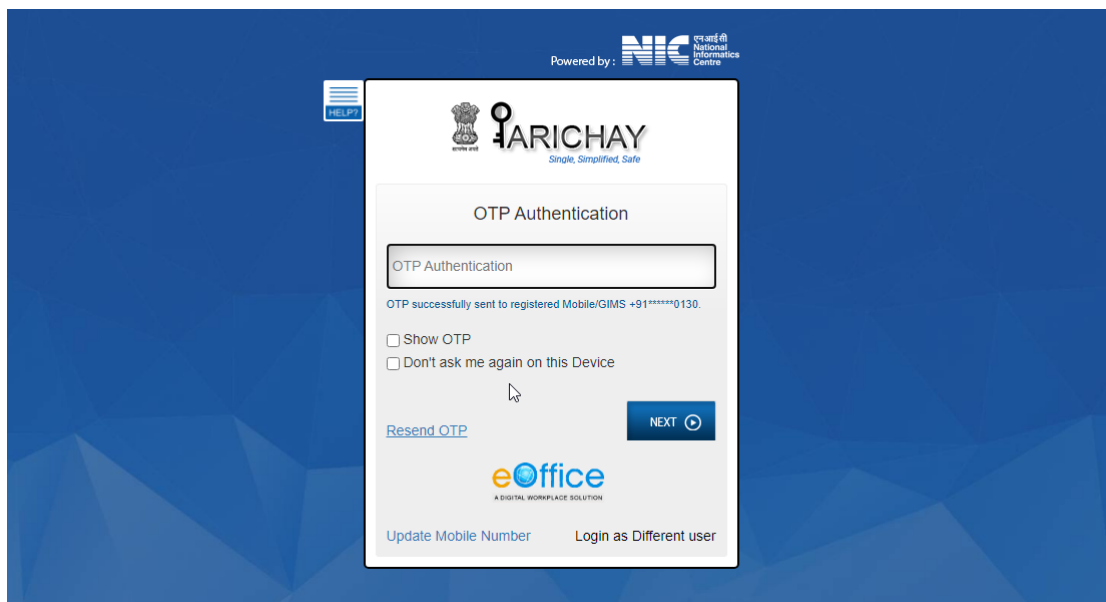 Powered by :
NIC
एन आई सी
National
Informatics
Centre
HELP?
सत्यमेव जयते
PARICHAY
Single, Simplified, Safe
OTP Authentication
OTP Authentication
OTP successfully sent to registered Mobile/GIMS +91******0130.
Show OTP
Don't ask me again on this Device
Resend OTP
NEXT
eOffice
A DIGITAL WORKPLACE SOLUTION
Update Mobile Number
Login as Different user